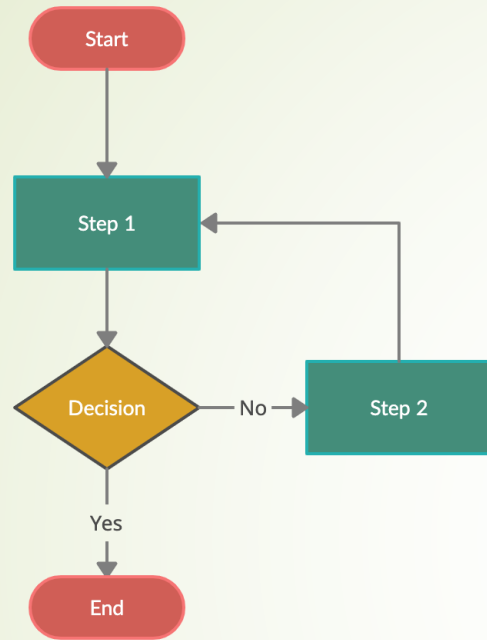 Start
Step 1
Decision
No
Step 2
Yes
End